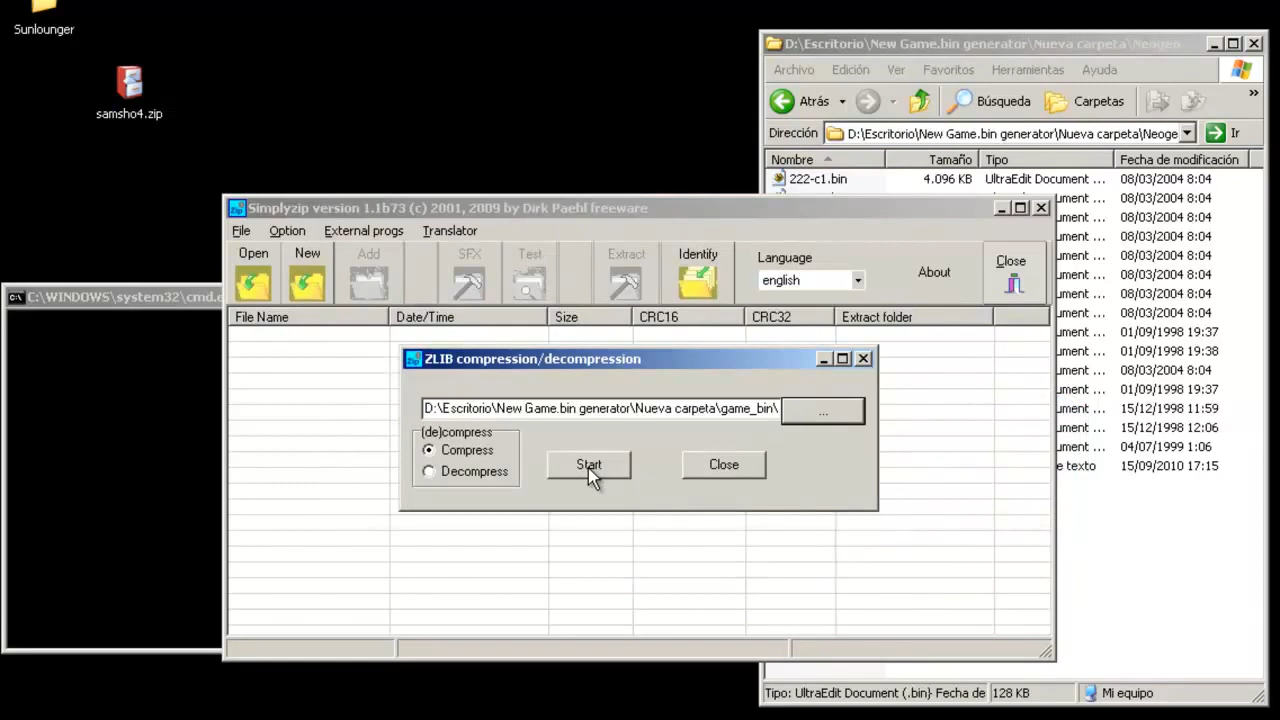 Sunlounger
samsho4.zip
D:\Escritorio\New Game.bin generator\Nueva carpeta\Neogen
Archivo Edición Ver Favoritos Herramientas Ayuda
Atrás Búsqueda Carpetas »
Dirección D:\Escritorio\New Game.bin generator\Nueva carpeta\Neoge Ir
Nombre Tamaño Tipo Fecha de modificación
222-c1.bin 4.096 KB UltraEdit Document ... 08/03/2004 8:04
ument ... 08/03/2004 8:04
ument ... 08/03/2004 8:04
ument ... 08/03/2004 8:04
ument ... 08/03/2004 8:04
ument ... 08/03/2004 8:04
ument ... 08/03/2004 8:04
ument ... 08/03/2004 8:04
ument ... 01/09/1998 19:37
ument ... 01/09/1998 19:38
ument ... 08/03/2004 8:04
ument ... 01/09/1998 19:37
ument ... 15/12/1998 11:59
ument ... 15/12/1998 12:06
ument ... 04/07/1999 1:06
e texto 15/09/2010 17:15
Tipo: UltraEdit Document (.bin) Fecha de 128 KB Mi equipo
C:\WINDOWS\system32\cmd.e
Simplyzip version 1.1b73 (c) 2001, 2009 by Dirk Paehl freeware
File Option External progs Translator
Open New Add SFX Test Extract Identify Language english About Close
File Name Date/Time Size CRC16 CRC32 Extract folder
ZLIB compression/decompression
D:\Escritorio\New Game.bin generator\Nueva carpeta\game_bin\ ...
(de)compress
Compress
Decompress
Start Close